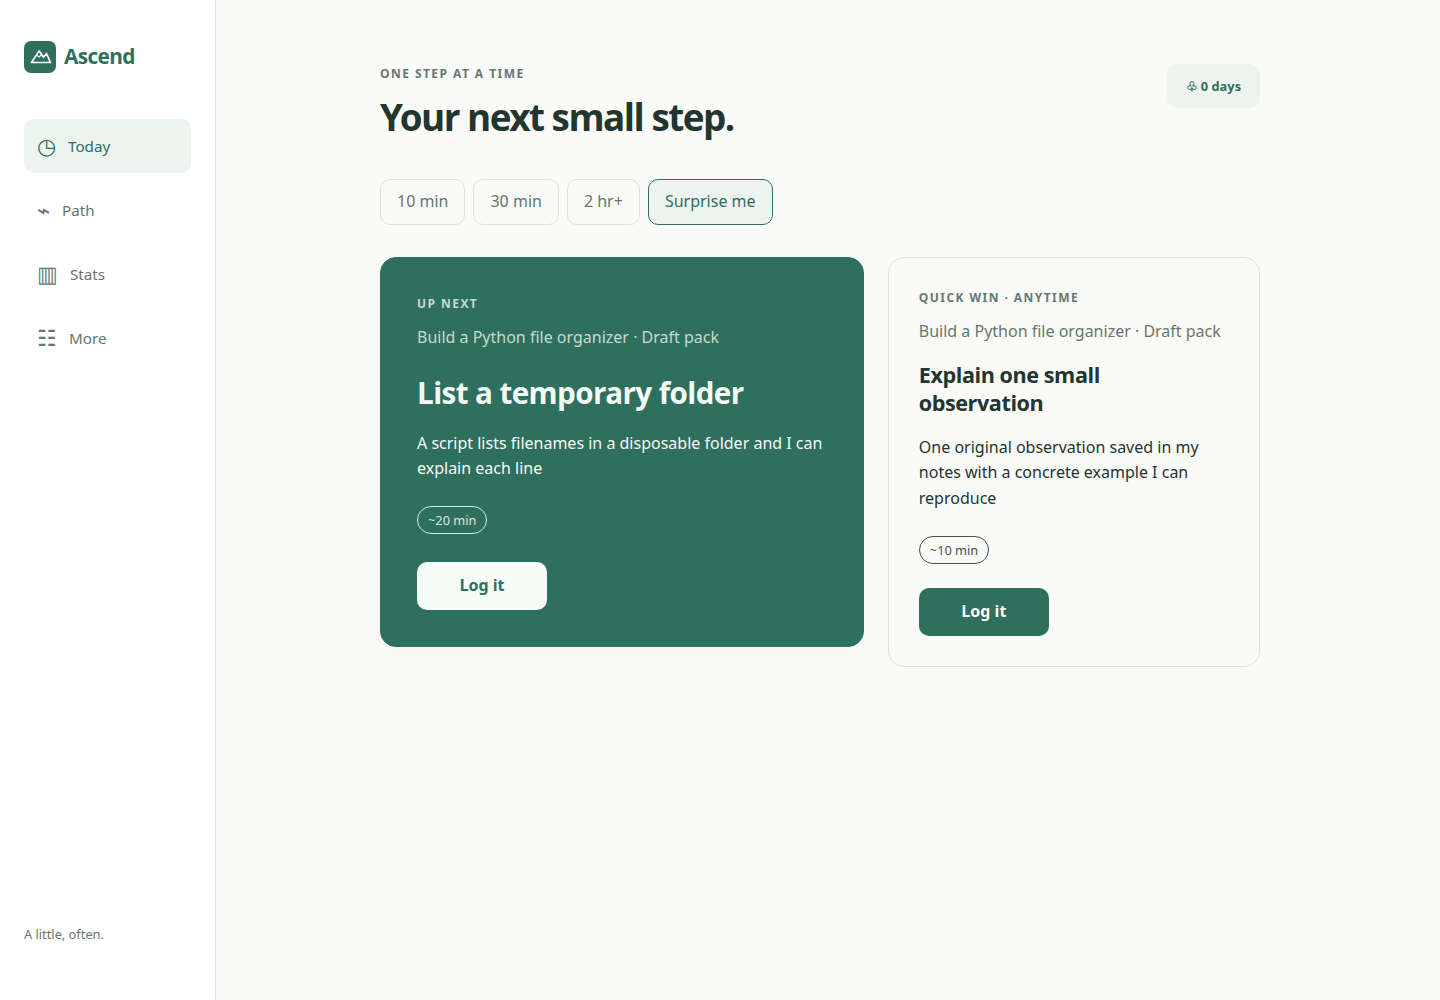 Ascend
Today
Path
Stats
More
A little, often.
ONE STEP AT A TIME
Your next small step.
0 days
10 min
30 min
2 hr+
Surprise me
UP NEXT
Build a Python file organizer · Draft pack
List a temporary folder
A script lists filenames in a disposable folder and I can
explain each line
~20 min
Log it
QUICK WIN · ANYTIME
Build a Python file organizer · Draft pack
Explain one small
observation
One original observation saved in my
notes with a concrete example I can
reproduce
~10 min
Log it